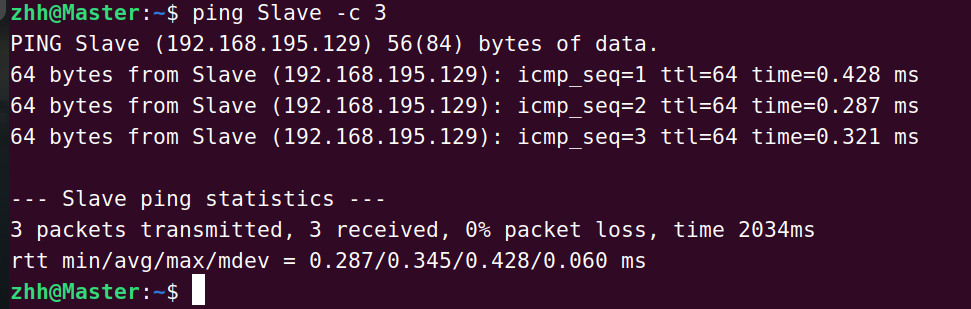 zhh@Master:~$ ping Slave -c 3
PING Slave (192.168.195.129) 56(84) bytes of data.
64 bytes from Slave (192.168.195.129): icmp_seq=1 ttl=64 time=0.428 ms
64 bytes from Slave (192.168.195.129): icmp_seq=2 ttl=64 time=0.287 ms
64 bytes from Slave (192.168.195.129): icmp_seq=3 ttl=64 time=0.321 ms
--- Slave ping statistics ---
3 packets transmitted, 3 received, 0% packet loss, time 2034ms
rtt min/avg/max/mdev = 0.287/0.345/0.428/0.060 ms
zhh@Master:~$